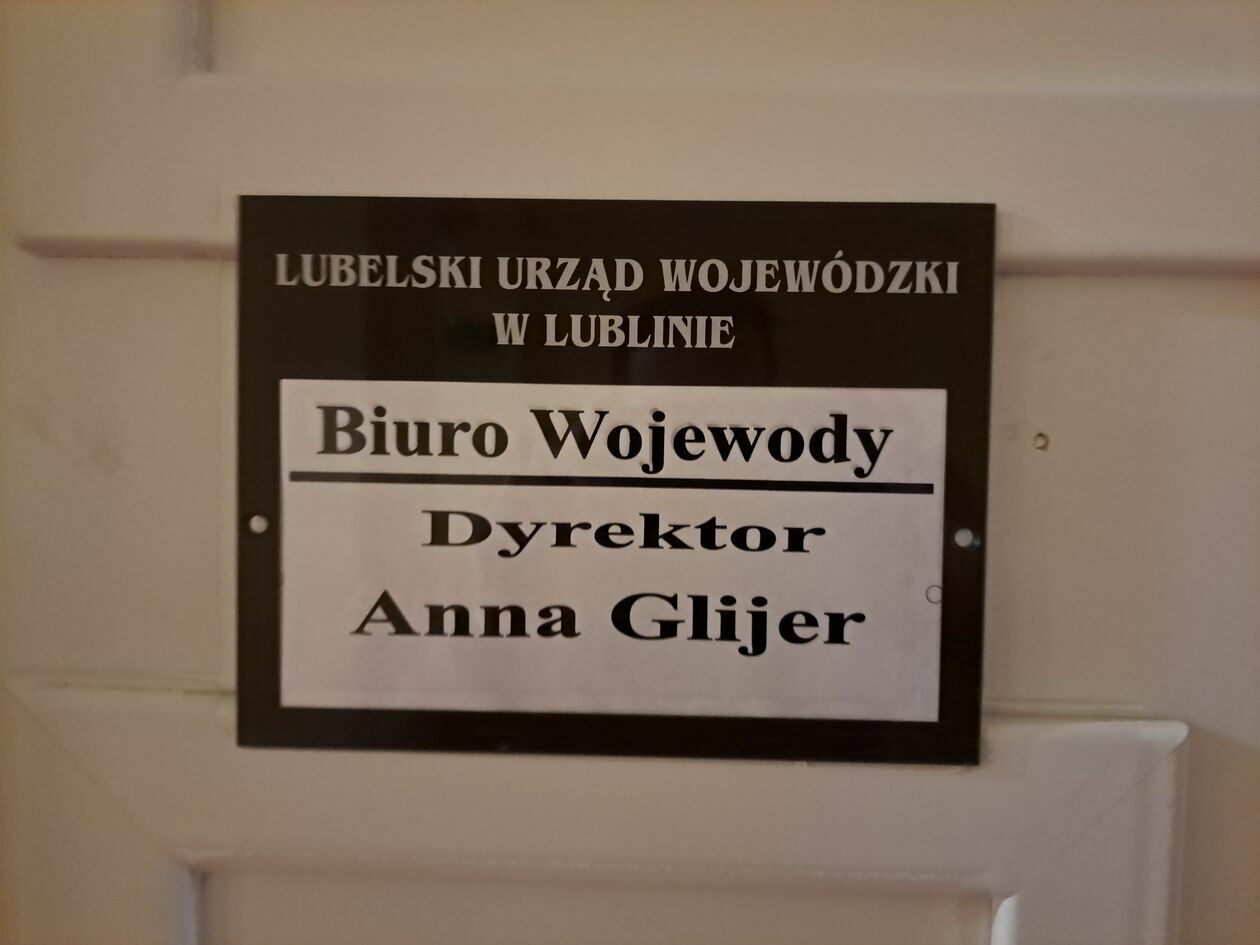 LUBELSKI URZĄD WOJEWÓDZKI
W LUBLINIE
Biuro Wojewody
Dyrektor
Anna Glijer